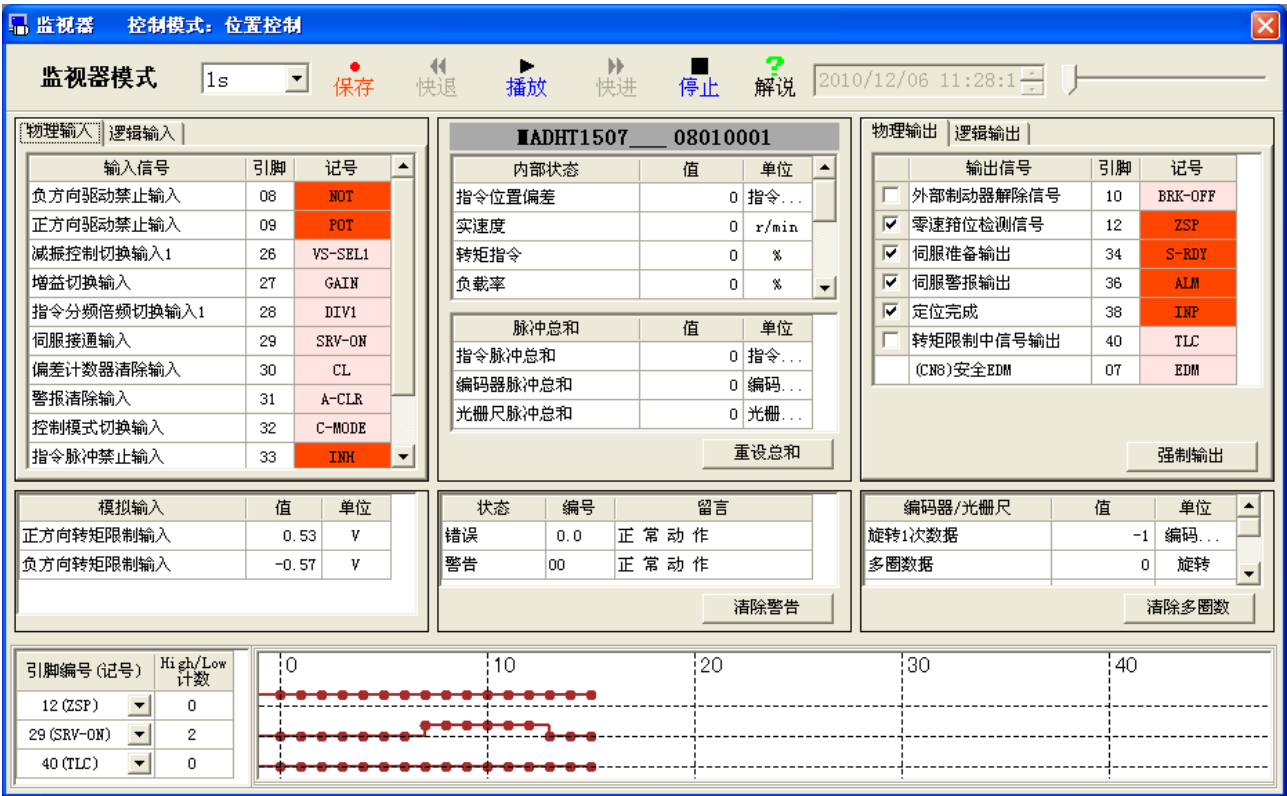 监视器 控制模式: 位置控制
监视器模式 1s 保存 快退 播放 快进 停止 解说 2010/12/06 11:28:1
物理输入 逻辑输入
输入信号 引脚 记号
负方向驱动禁止输入 08 NOT
正方向驱动禁止输入 09 POT
减振控制切换输入1 26 VS-SEL1
增益切换输入 27 GAIN
指令分频倍频切换输入1 28 DIV1
伺服接通输入 29 SRV-ON
偏差计数器清除输入 30 CL
警报清除输入 31 A-CLR
控制模式切换输入 32 C-MODE
指令脉冲禁止输入 33 INH
MADHT1507___ 08010001
内部状态 值 单位
指令位置偏差 0 指令...
实速度 0 r/min
转矩指令 0 %
负载率 0 %
脉冲总和 值 单位
指令脉冲总和 0 指令...
编码器脉冲总和 0 编码...
光栅尺脉冲总和 0 光栅...
重设总和
物理输出 逻辑输出
输出信号 引脚 记号
外部制动器解除信号 10 BRK-OFF
零速箝位检测信号 12 ZSP
伺服准备输出 34 S-RDY
伺服警报输出 36 ALM
定位完成 38 INP
转矩限制中信号输出 40 TLC
(CN8)安全EDM 07 EDM
强制输出
模拟输入 值 单位
正方向转矩限制输入 0.53 V
负方向转矩限制输入 -0.57 V
状态 编号 留言
错误 0.0 正 常 动 作
警告 00 正 常 动 作
清除警告
编码器/光栅尺 值 单位
旋转1次数据 -1 编码...
多圈数据 0 旋转
清除多圈数
引脚编号(记号) High/Low
计数
12(ZSP) 0
29(SRV-ON) 2
40(TLC) 0
0 10 20 30 40